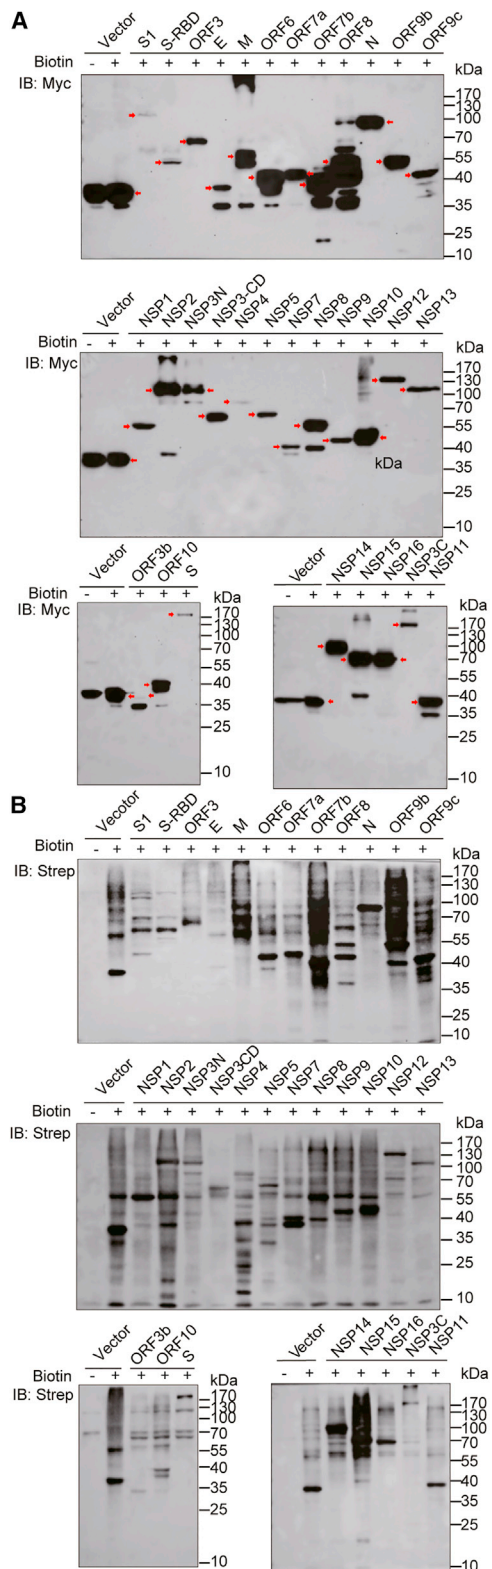 A
Vector S1 S-RBD ORF3 E M ORF6 ORF7a ORF7b ORF8 N ORF9b ORF9c
Biotin - + + + + + + + + + + + + +
IB: Myc
kDa
170
130
100
70
55
40
35
25
10
Vector NSP1 NSP2 NSP3N NSP3-CD NSP4 NSP5 NSP7 NSP8 NSP9 NSP10 NSP12 NSP13
Biotin - + + + + + + + + + + + + +
IB: Myc
kDa
170
130
100
70
55
40
kDa
35
25
10
Vector ORF3b ORF10 S
Biotin - + + + +
IB: Myc
kDa
170
130
100
70
55
40
35
25
10
Vector NSP14 NSP15 NSP16 NSP3C NSP11
- + + + + + +
kDa
170
130
100
70
55
40
35
25
10
B
Vecotor S1 S-RBD ORF3 E M ORF6 ORF7a ORF7b ORF8 N ORF9b ORF9c
Biotin - + + + + + + + + + + + + +
IB: Strep
kDa
170
130
100
70
55
40
35
25
10
Vector NSP1 NSP2 NSP3N NSP3CD NSP4 NSP5 NSP7 NSP8 NSP9 NSP10 NSP12 NSP13
Biotin - + + + + + + + + + + + + +
IB: Strep
kDa
170
130
100
70
55
40
35
25
10
Vector ORF3b ORF10 S
Biotin - + + + +
IB: Strep
kDa
170
130
100
70
55
40
35
25
10
Vector NSP14 NSP15 NSP16 NSP3C NSP11
- + + + + + +
kDa
170
130
100
70
55
40
35
25
10